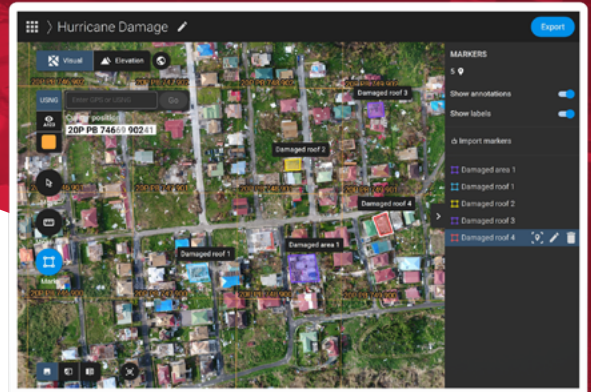 Hurricane Damage
Export
Visual
Elevation
MARKERS
5
USNG
Enter GPS or USNG
Go
Show annotations
Cursor position
20P PB 74669 90241
Show labels
Import markers
Damaged roof 3
Damaged roof 2
Damaged roof 4
Damaged roof 1
Damaged area 1
Damaged area 1
Damaged roof 1
Damaged roof 2
Damaged roof 3
Damaged roof 4